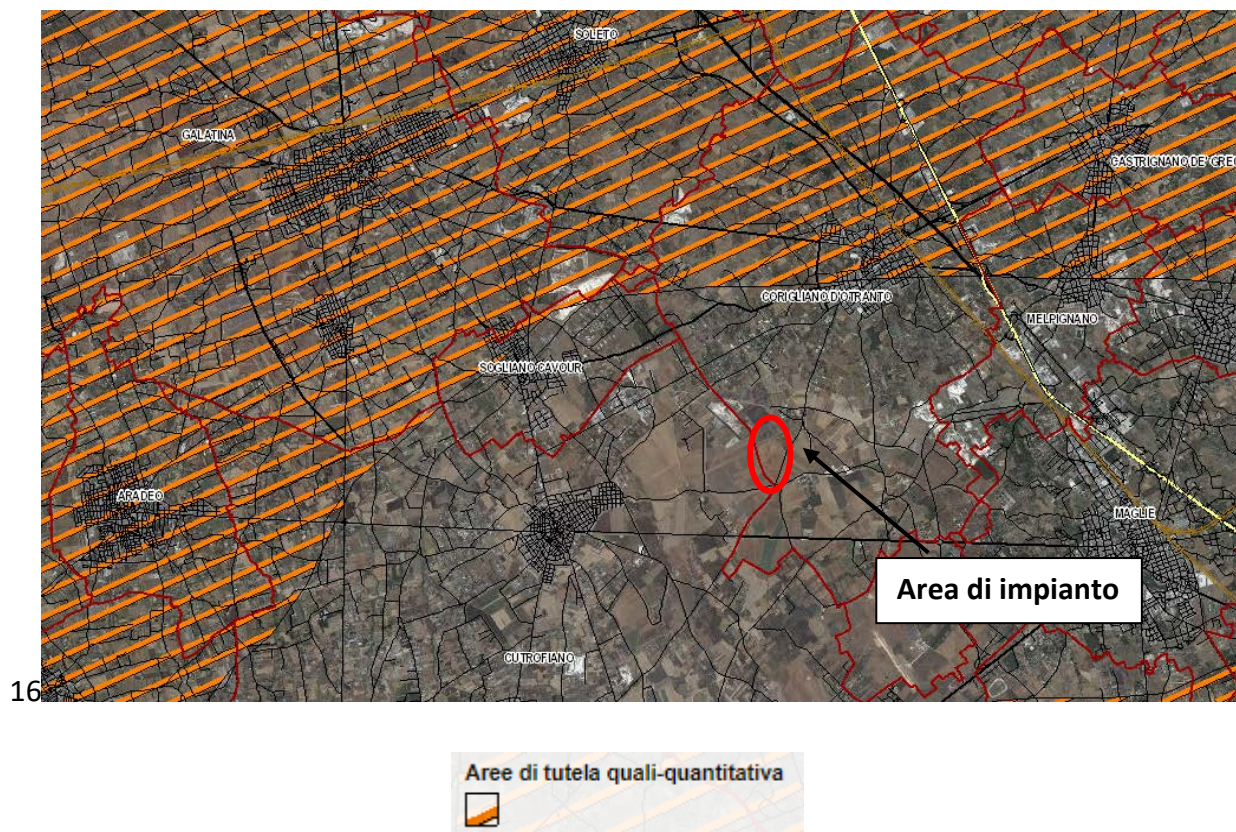 SOLETO
GALATINA
CASTRIGNANO DE' GREC
CORIGLIANO D'OTRANTO
MELPIGNANO
SOGLIANO CAVOUR
ARADEO
MAGLIE
Area di impianto
CUTROFIANO
16
Aree di tutela quali-quantitativa